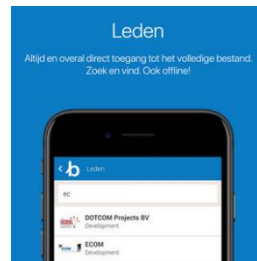 Leden
Altijd en overal direct toegang tot het volledige bestand.
Zoek en vind. Ook offline!
Leden
ec
DOTCOM Projects BV
Development
ECOM
Development